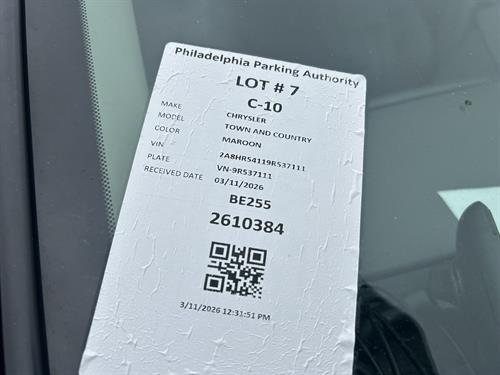 Philadelphia Parking Authority
LOT # 7
C-10
MAKE CHRYSLER
MODEL TOWN AND COUNTRY
COLOR MAROON
VIN 2A8HR54119R537111
PLATE VN-9R537111
RECEIVED DATE 03/11/2026
BE255
2610384
3/11/2026 12:31:51 PM